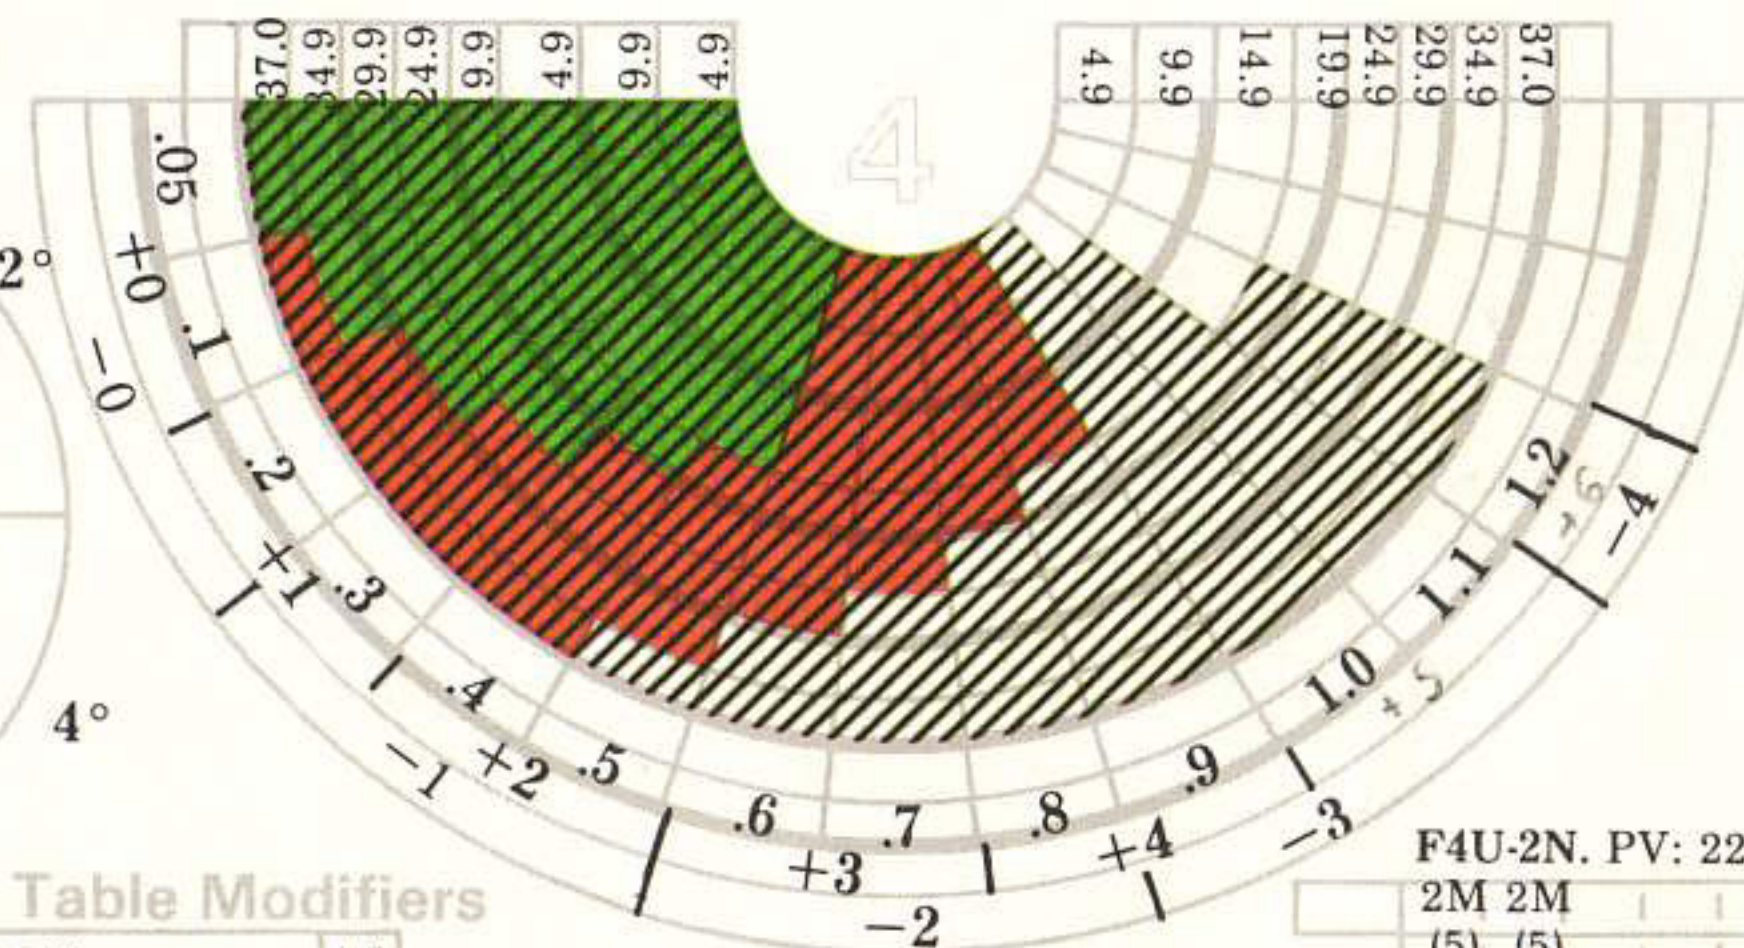 37.0 34.9 29.9 24.9 19.9 14.9 9.9 4.9
4.9 9.9 14.9 19.9 24.9 29.9 34.9 37.0
4
.05 .1 .2 .3 .4 .5 .6 .7 .8 .9 1.0 1.1 1.2
+0 +1 +2 +3 +4 +5 +6
−0 −1 −2 −3 −4
2°
4°
Table Modifiers
F4U-2N. PV: 22
2M 2M
(5) (5)